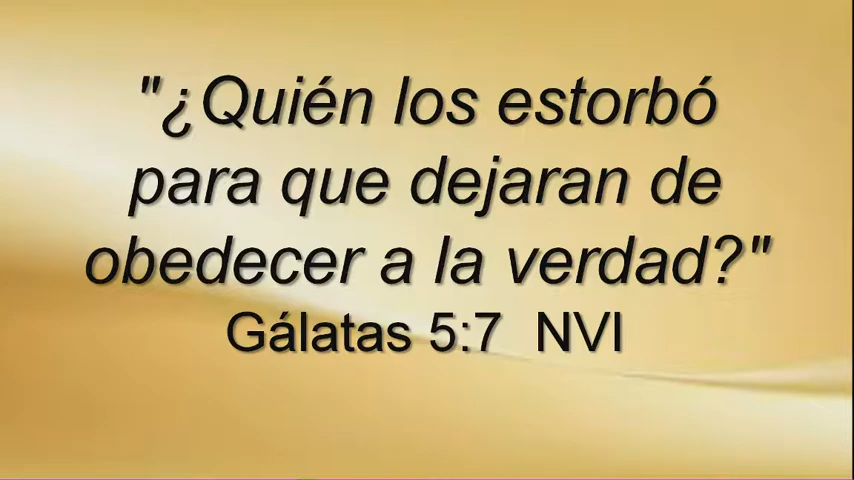 "¿Quién los estorbó
para que dejaran de
obedecer a la verdad?"
Gálatas 5:7 NVI